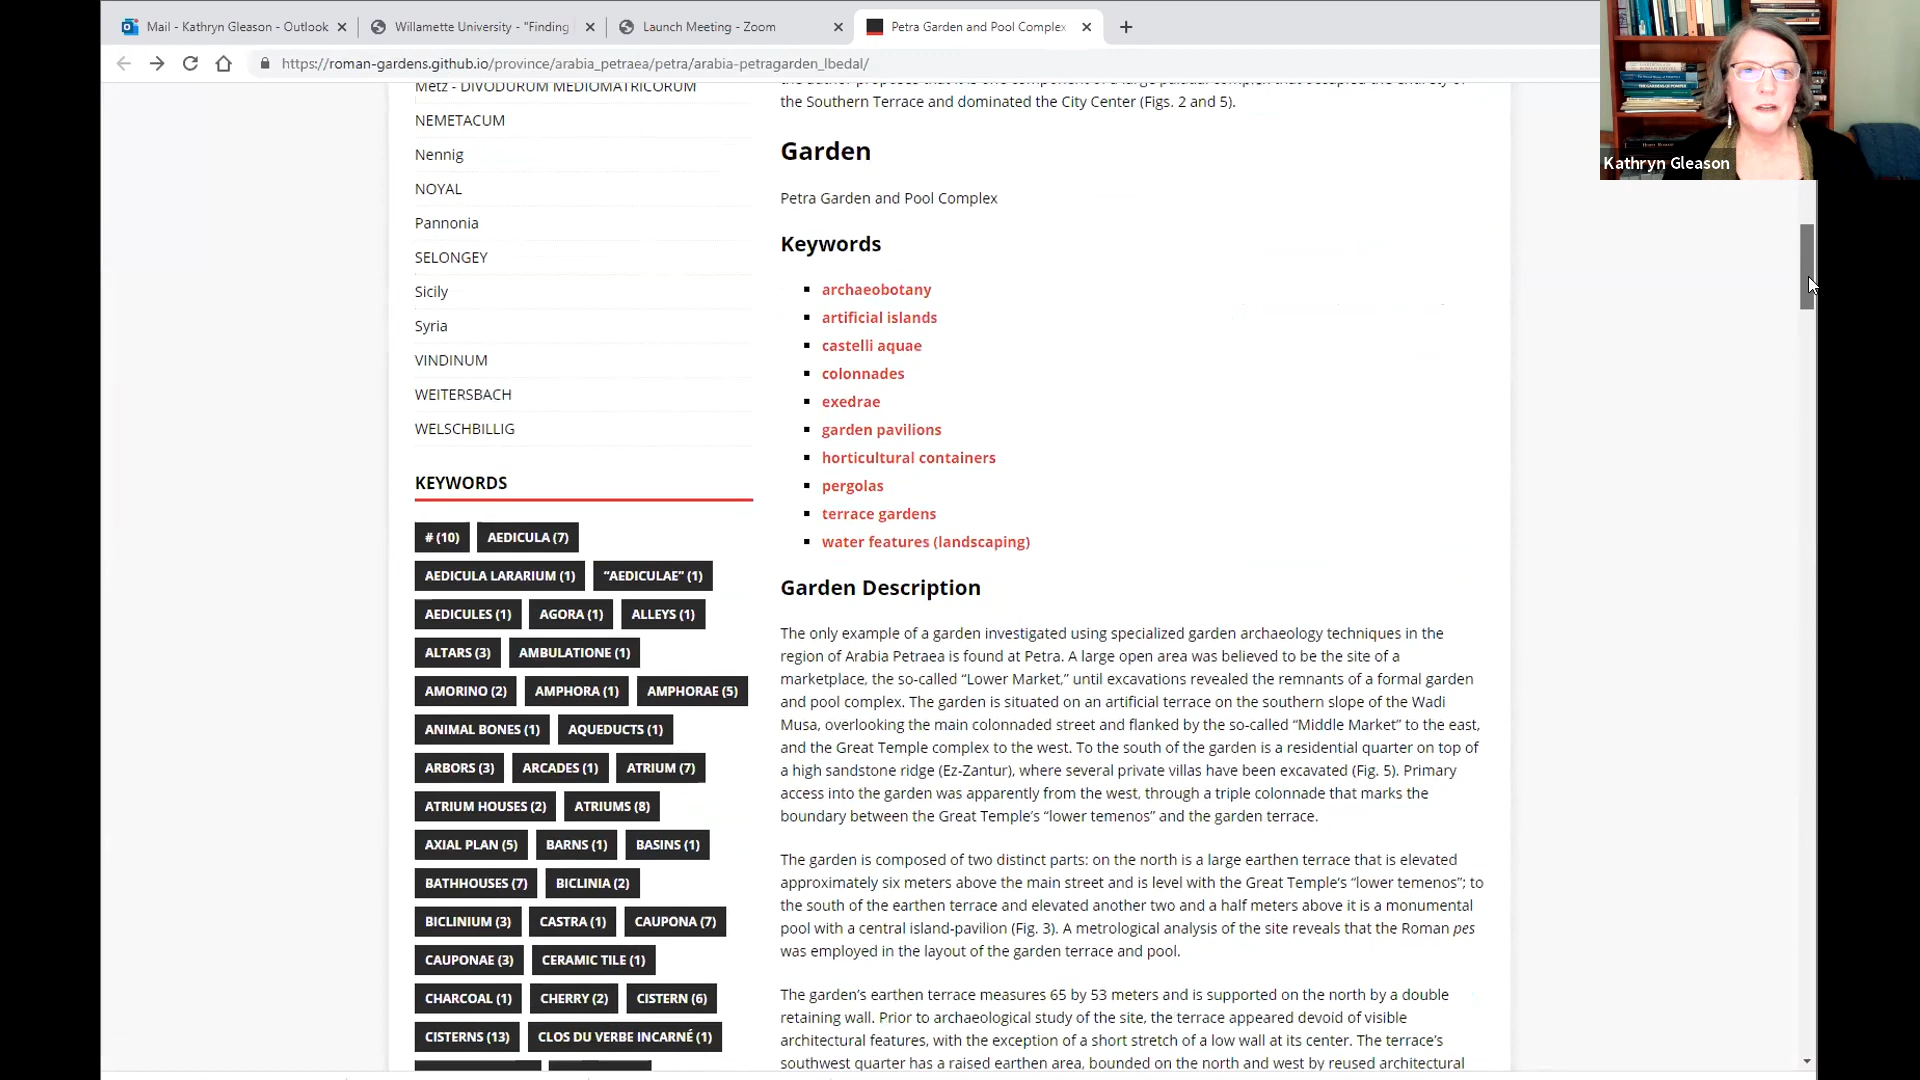 Mail - Kathryn Gleason - Outlook
Willamette University - "Finding
Launch Meeting - Zoom
Petra Garden and Pool Complex
https://roman-gardens.github.io/province/arabia_petraea/petra/arabia-petragarden_lbedal/
Kathryn Gleason
Metz - DIVODURUM MEDIOMATRICORUM
NEMETACUM
Nennig
NOYAL
Pannonia
SELONGEY
Sicily
Syria
VINDINUM
WEITERSBACH
WELSCHBILLIG
KEYWORDS
# (10) AEDICULA (7)
AEDICULA LARARIUM (1) “AEDICULAE” (1)
AEDICULES (1) AGORA (1) ALLEYS (1)
ALTARS (3) AMBULATIONE (1)
AMORINO (2) AMPHORA (1) AMPHORAE (5)
ANIMAL BONES (1) AQUEDUCTS (1)
ARBORS (3) ARCADES (1) ATRIUM (7)
ATRIUM HOUSES (2) ATRIUMS (8)
AXIAL PLAN (5) BARNS (1) BASINS (1)
BATHHOUSES (7) BICLINIA (2)
BICLINIUM (3) CASTRA (1) CAUPONA (7)
CAUPONAE (3) CERAMIC TILE (1)
CHARCOAL (1) CHERRY (2) CISTERN (6)
CISTERNS (13) CLOS DU VERBE INCARNÉ (1)
the Southern Terrace and dominated the City Center (Figs. 2 and 5).
Garden
Petra Garden and Pool Complex
Keywords
archaeobotany
artificial islands
castelli aquae
colonnades
exedrae
garden pavilions
horticultural containers
pergolas
terrace gardens
water features (landscaping)
Garden Description
The only example of a garden investigated using specialized garden archaeology techniques in the
region of Arabia Petraea is found at Petra. A large open area was believed to be the site of a
marketplace, the so-called “Lower Market,” until excavations revealed the remnants of a formal garden
and pool complex. The garden is situated on an artificial terrace on the southern slope of the Wadi
Musa, overlooking the main colonnaded street and flanked by the so-called “Middle Market” to the east,
and the Great Temple complex to the west. To the south of the garden is a residential quarter on top of
a high sandstone ridge (Ez-Zantur), where several private villas have been excavated (Fig. 5). Primary
access into the garden was apparently from the west, through a triple colonnade that marks the
boundary between the Great Temple’s “lower temenos” and the garden terrace.
The garden is composed of two distinct parts: on the north is a large earthen terrace that is elevated
approximately six meters above the main street and is level with the Great Temple’s “lower temenos”; to
the south of the earthen terrace and elevated another two and a half meters above it is a monumental
pool with a central island-pavilion (Fig. 3). A metrological analysis of the site reveals that the Roman pes
was employed in the layout of the garden terrace and pool.
The garden’s earthen terrace measures 65 by 53 meters and is supported on the north by a double
retaining wall. Prior to archaeological study of the site, the terrace appeared devoid of visible
architectural features, with the exception of a short stretch of a low wall at its center. The terrace’s
southwest quarter has a raised earthen area, bounded on the north and west by reused architectural